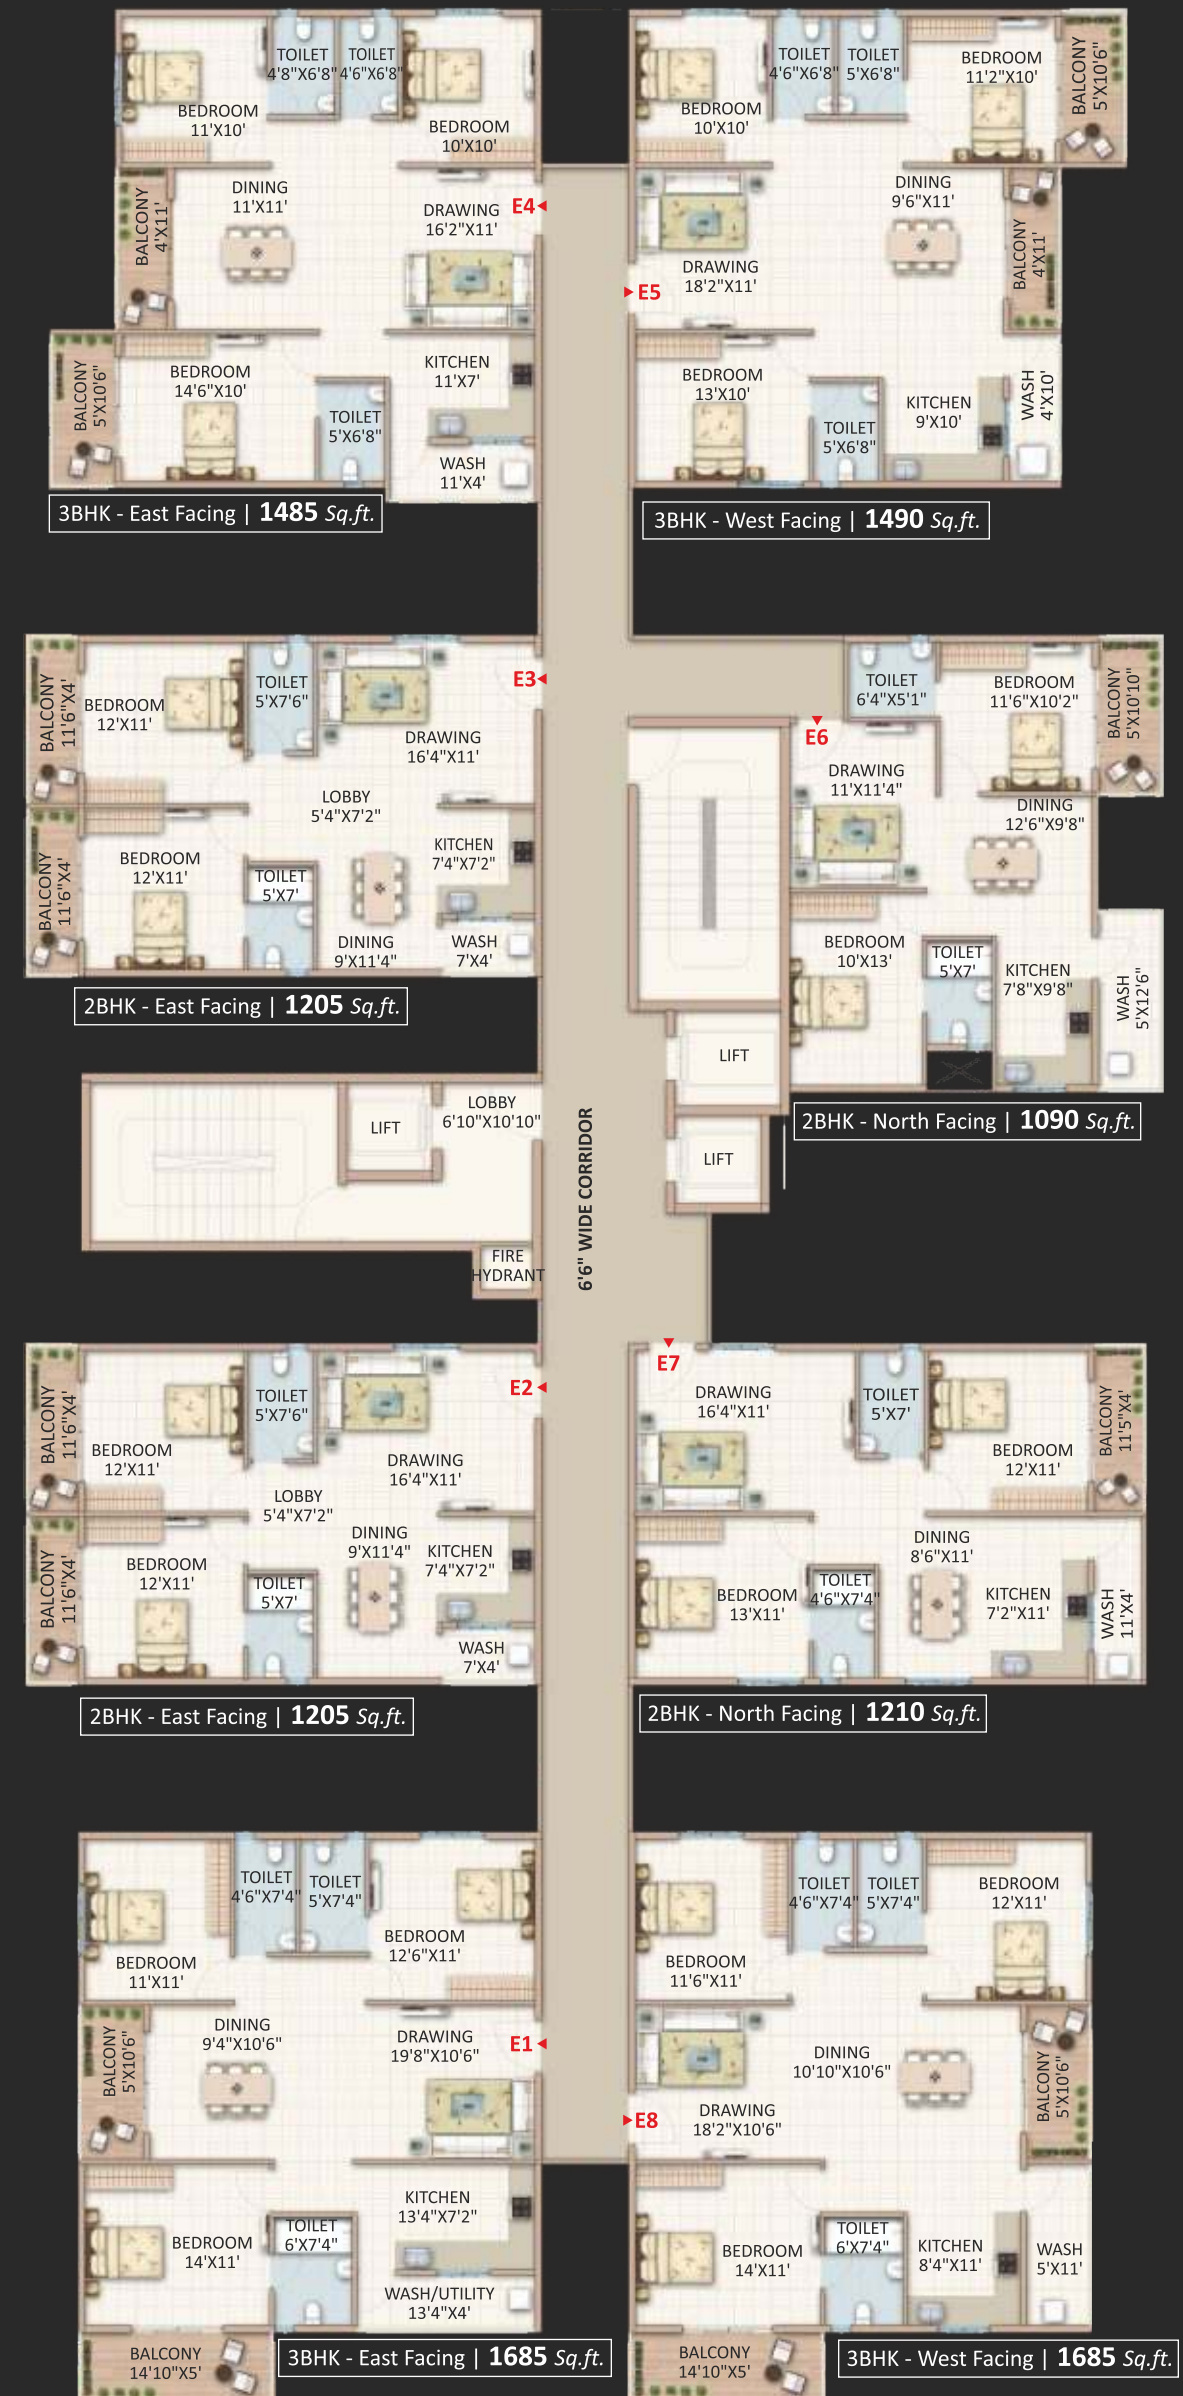 TOILET
4'8"X6'8"
TOILET
4'6"X6'8"
BEDROOM
11'X10'
BEDROOM
10'X10'
BALCONY
4'X11'
DINING
11'X11'
DRAWING
16'2"X11'
E4
BALCONY
5'X10'6"
BEDROOM
14'6"X10'
TOILET
5'X6'8"
KITCHEN
11'X7'
WASH
11'X4'
3BHK - East Facing | 1485 Sq.ft.
TOILET
4'6"X6'8"
TOILET
5'X6'8"
BEDROOM
10'X10'
BEDROOM
11'2"X10'
BALCONY
5'X10'6"
DINING
9'6"X11'
DRAWING
18'2"X11'
BALCONY
4'X11'
E5
BEDROOM
13'X10'
TOILET
5'X6'8"
KITCHEN
9'X10'
WASH
4'X10'
3BHK - West Facing | 1490 Sq.ft.
BALCONY
11'6"X4'
BEDROOM
12'X11'
TOILET
5'X7'6"
DRAWING
16'4"X11'
E3
LOBBY
5'4"X7'2"
BALCONY
11'6"X4'
BEDROOM
12'X11'
TOILET
5'X7'
KITCHEN
7'4"X7'2"
DINING
9'X11'4"
WASH
7'X4'
2BHK - East Facing | 1205 Sq.ft.
TOILET
6'4"X5'1"
BEDROOM
11'6"X10'2"
BALCONY
5'X10'10"
E6
DRAWING
11'X11'4"
DINING
12'6"X9'8"
BEDROOM
10'X13'
TOILET
5'X7'
KITCHEN
7'8"X9'8"
WASH
5'X12'6"
2BHK - North Facing | 1090 Sq.ft.
LIFT
LIFT
LIFT
LOBBY
6'10"X10'10"
FIRE
HYDRANT
6'6" WIDE CORRIDOR
BALCONY
11'6"X4'
BEDROOM
12'X11'
TOILET
5'X7'6"
E2
DRAWING
16'4"X11'
LOBBY
5'4"X7'2"
DINING
9'X11'4"
BALCONY
11'6"X4'
BEDROOM
12'X11'
TOILET
5'X7'
KITCHEN
7'4"X7'2"
WASH
7'X4'
2BHK - East Facing | 1205 Sq.ft.
E7
DRAWING
16'4"X11'
TOILET
5'X7'
BEDROOM
12'X11'
BALCONY
11'5"X4'
DINING
8'6"X11'
BEDROOM
13'X11'
TOILET
4'6"X7'4"
KITCHEN
7'2"X11'
WASH
11'X4'
2BHK - North Facing | 1210 Sq.ft.
TOILET
4'6"X7'4"
TOILET
5'X7'4"
BEDROOM
11'X11'
BEDROOM
12'6"X11'
BALCONY
5'X10'6"
DINING
9'4"X10'6"
DRAWING
19'8"X10'6"
E1
KITCHEN
13'4"X7'2"
BEDROOM
14'X11'
TOILET
6'X7'4"
WASH/UTILITY
13'4"X4'
BALCONY
14'10"X5'
3BHK - East Facing | 1685 Sq.ft.
TOILET
4'6"X7'4"
TOILET
5'X7'4"
BEDROOM
12'X11'
BEDROOM
11'6"X11'
DINING
10'10"X10'6"
BALCONY
5'X10'6"
DRAWING
18'2"X10'6"
E8
BEDROOM
14'X11'
TOILET
6'X7'4"
KITCHEN
8'4"X11'
WASH
5'X11'
BALCONY
14'10"X5'
3BHK - West Facing | 1685 Sq.ft.